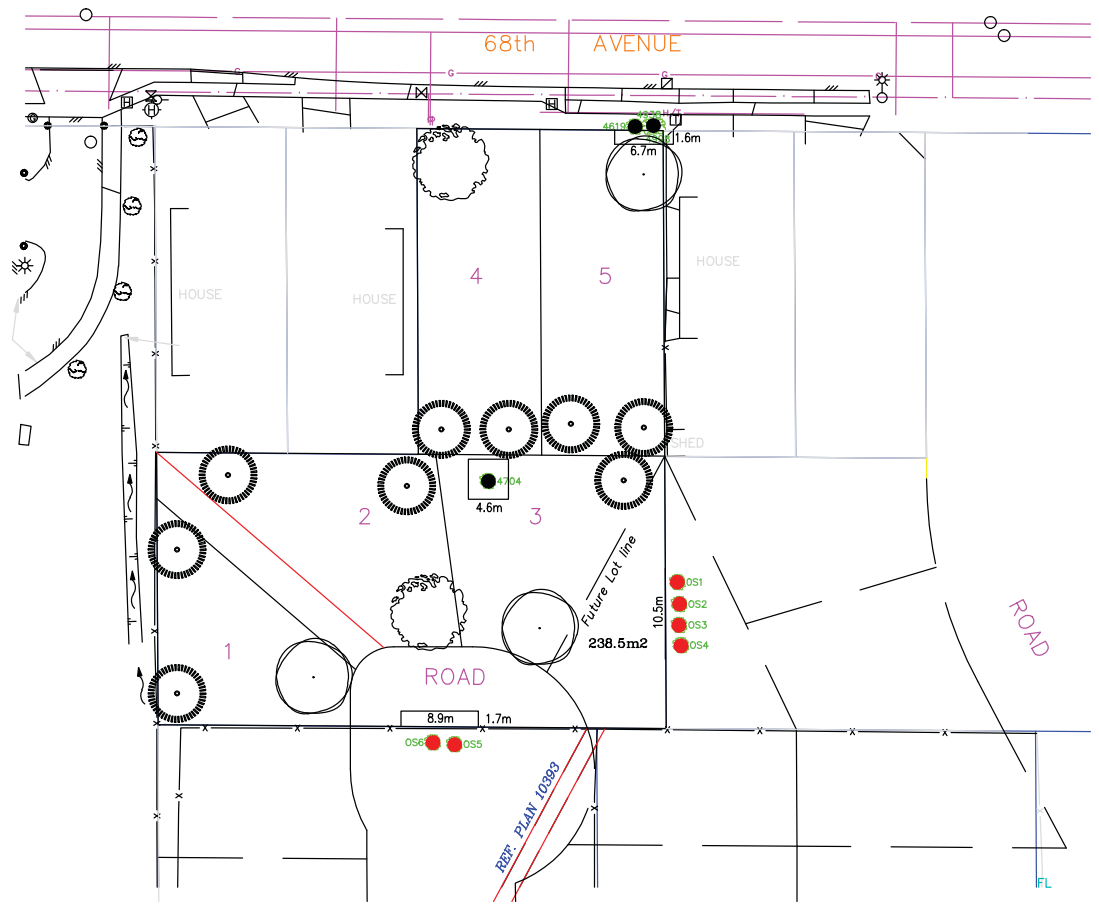 68th AVENUE
G
G
H/T
4619
1.6m
6.7m
4
5
HOUSE
HOUSE
HOUSE
SHED
4704
4.6m
2
3
Future Lot line
10.5m
OS1
OS2
OS3
OS4
238.5m2
1
ROAD
ROAD
8.9m
1.7m
OS6
OS5
REF. PLAN 10393
FL